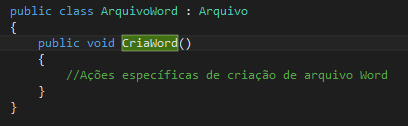 public class ArquivoWord : Arquivo
{
public void CriaWord()
{
//Ações específicas de criação de arquivo Word
}
}